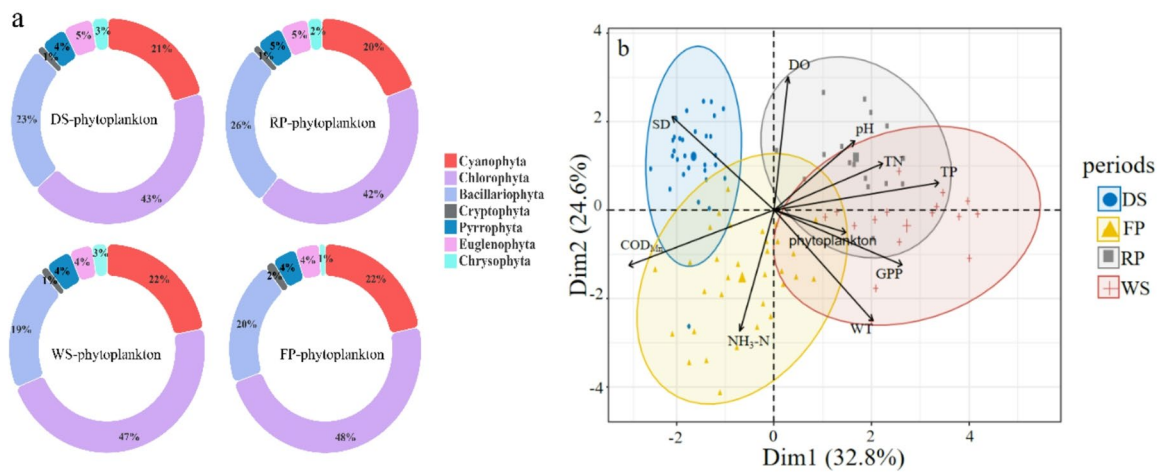 a
3%
5%
4%
1%
21%
23%
DS-phytoplankton
43%
2%
5%
5%
1%
20%
26%
RP-phytoplankton
42%
Cyanophyta
Chlorophyta
Bacillariophyta
Cryptophyta
Pyrrophyta
Euglenophyta
Chrysophyta
3%
4%
4%
1%
22%
19%
WS-phytoplankton
47%
1%
4%
4%
2%
22%
20%
FP-phytoplankton
48%
b
4
2
0
-2
-4
Dim2 (24.6%)
DO
SD
pH
TN
TP
phytoplankton
COD
Mn
GPP
WT
NH3-N
-2
0
2
4
Dim1 (32.8%)
periods
DS
FP
RP
WS